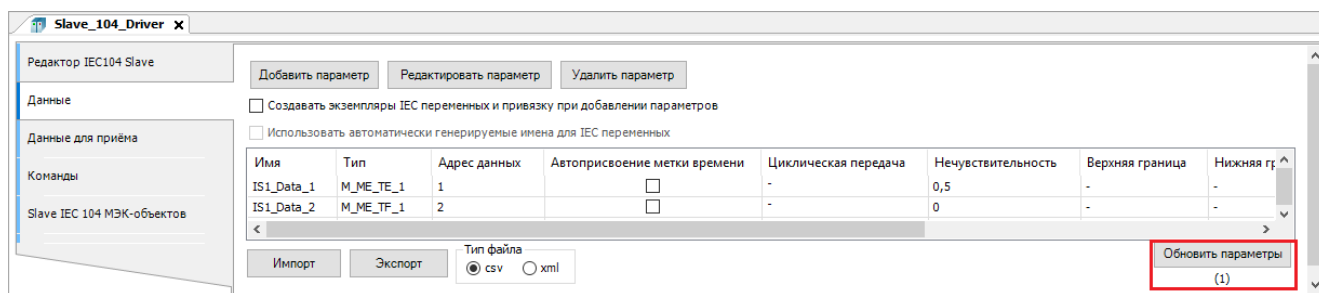 Slave_104_Driver X
Редактор IEC104 Slave
Данные
Данные для приёма
Команды
Slave IEC 104 МЭК-объектов
Добавить параметр Редактировать параметр Удалить параметр
Создавать экземпляры IEC переменных и привязку при добавлении параметров
Использовать автоматически генерируемые имена для IEC переменных
Имя Тип Адрес данных Автоприсвоение метки времени Циклическая передача Нечувствительность Верхняя граница Нижняя гр
IS1_Data_1 M_ME_TE_1 1 - 0,5 - -
IS1_Data_2 M_ME_TF_1 2 - 0 - -
Импорт Экспорт Тип файла csv xml
Обновить параметры
(1)